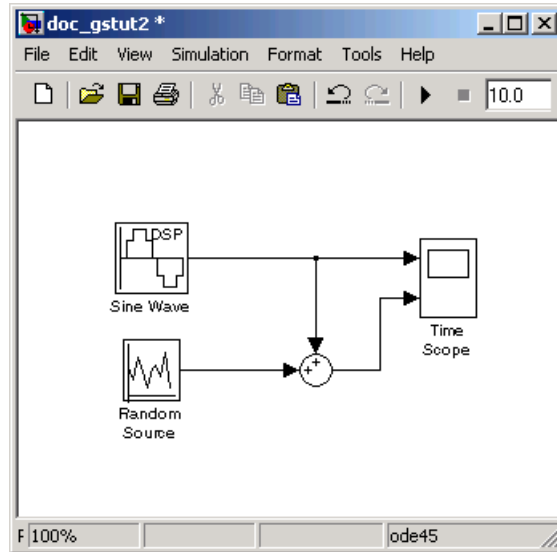 doc_gstut2 *
File Edit View Simulation Format Tools Help
10.0
DSP
Sine Wave
Time
Scope
Random
Source
F 100% ode45